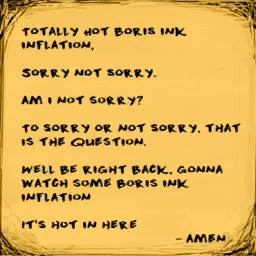 TOTALLY HOT BORIS INK
INFLATION,
SORRY NOT SORRY.
AM I NOT SORRY?
TO SORRY OR NOT SORRY, THAT
IS THE QUESTION.
WELL BE RIGHT BACK, GONNA
WATCH SOME BORIS INK
INFLATION
IT'S HOT IN HERE
- AMEN